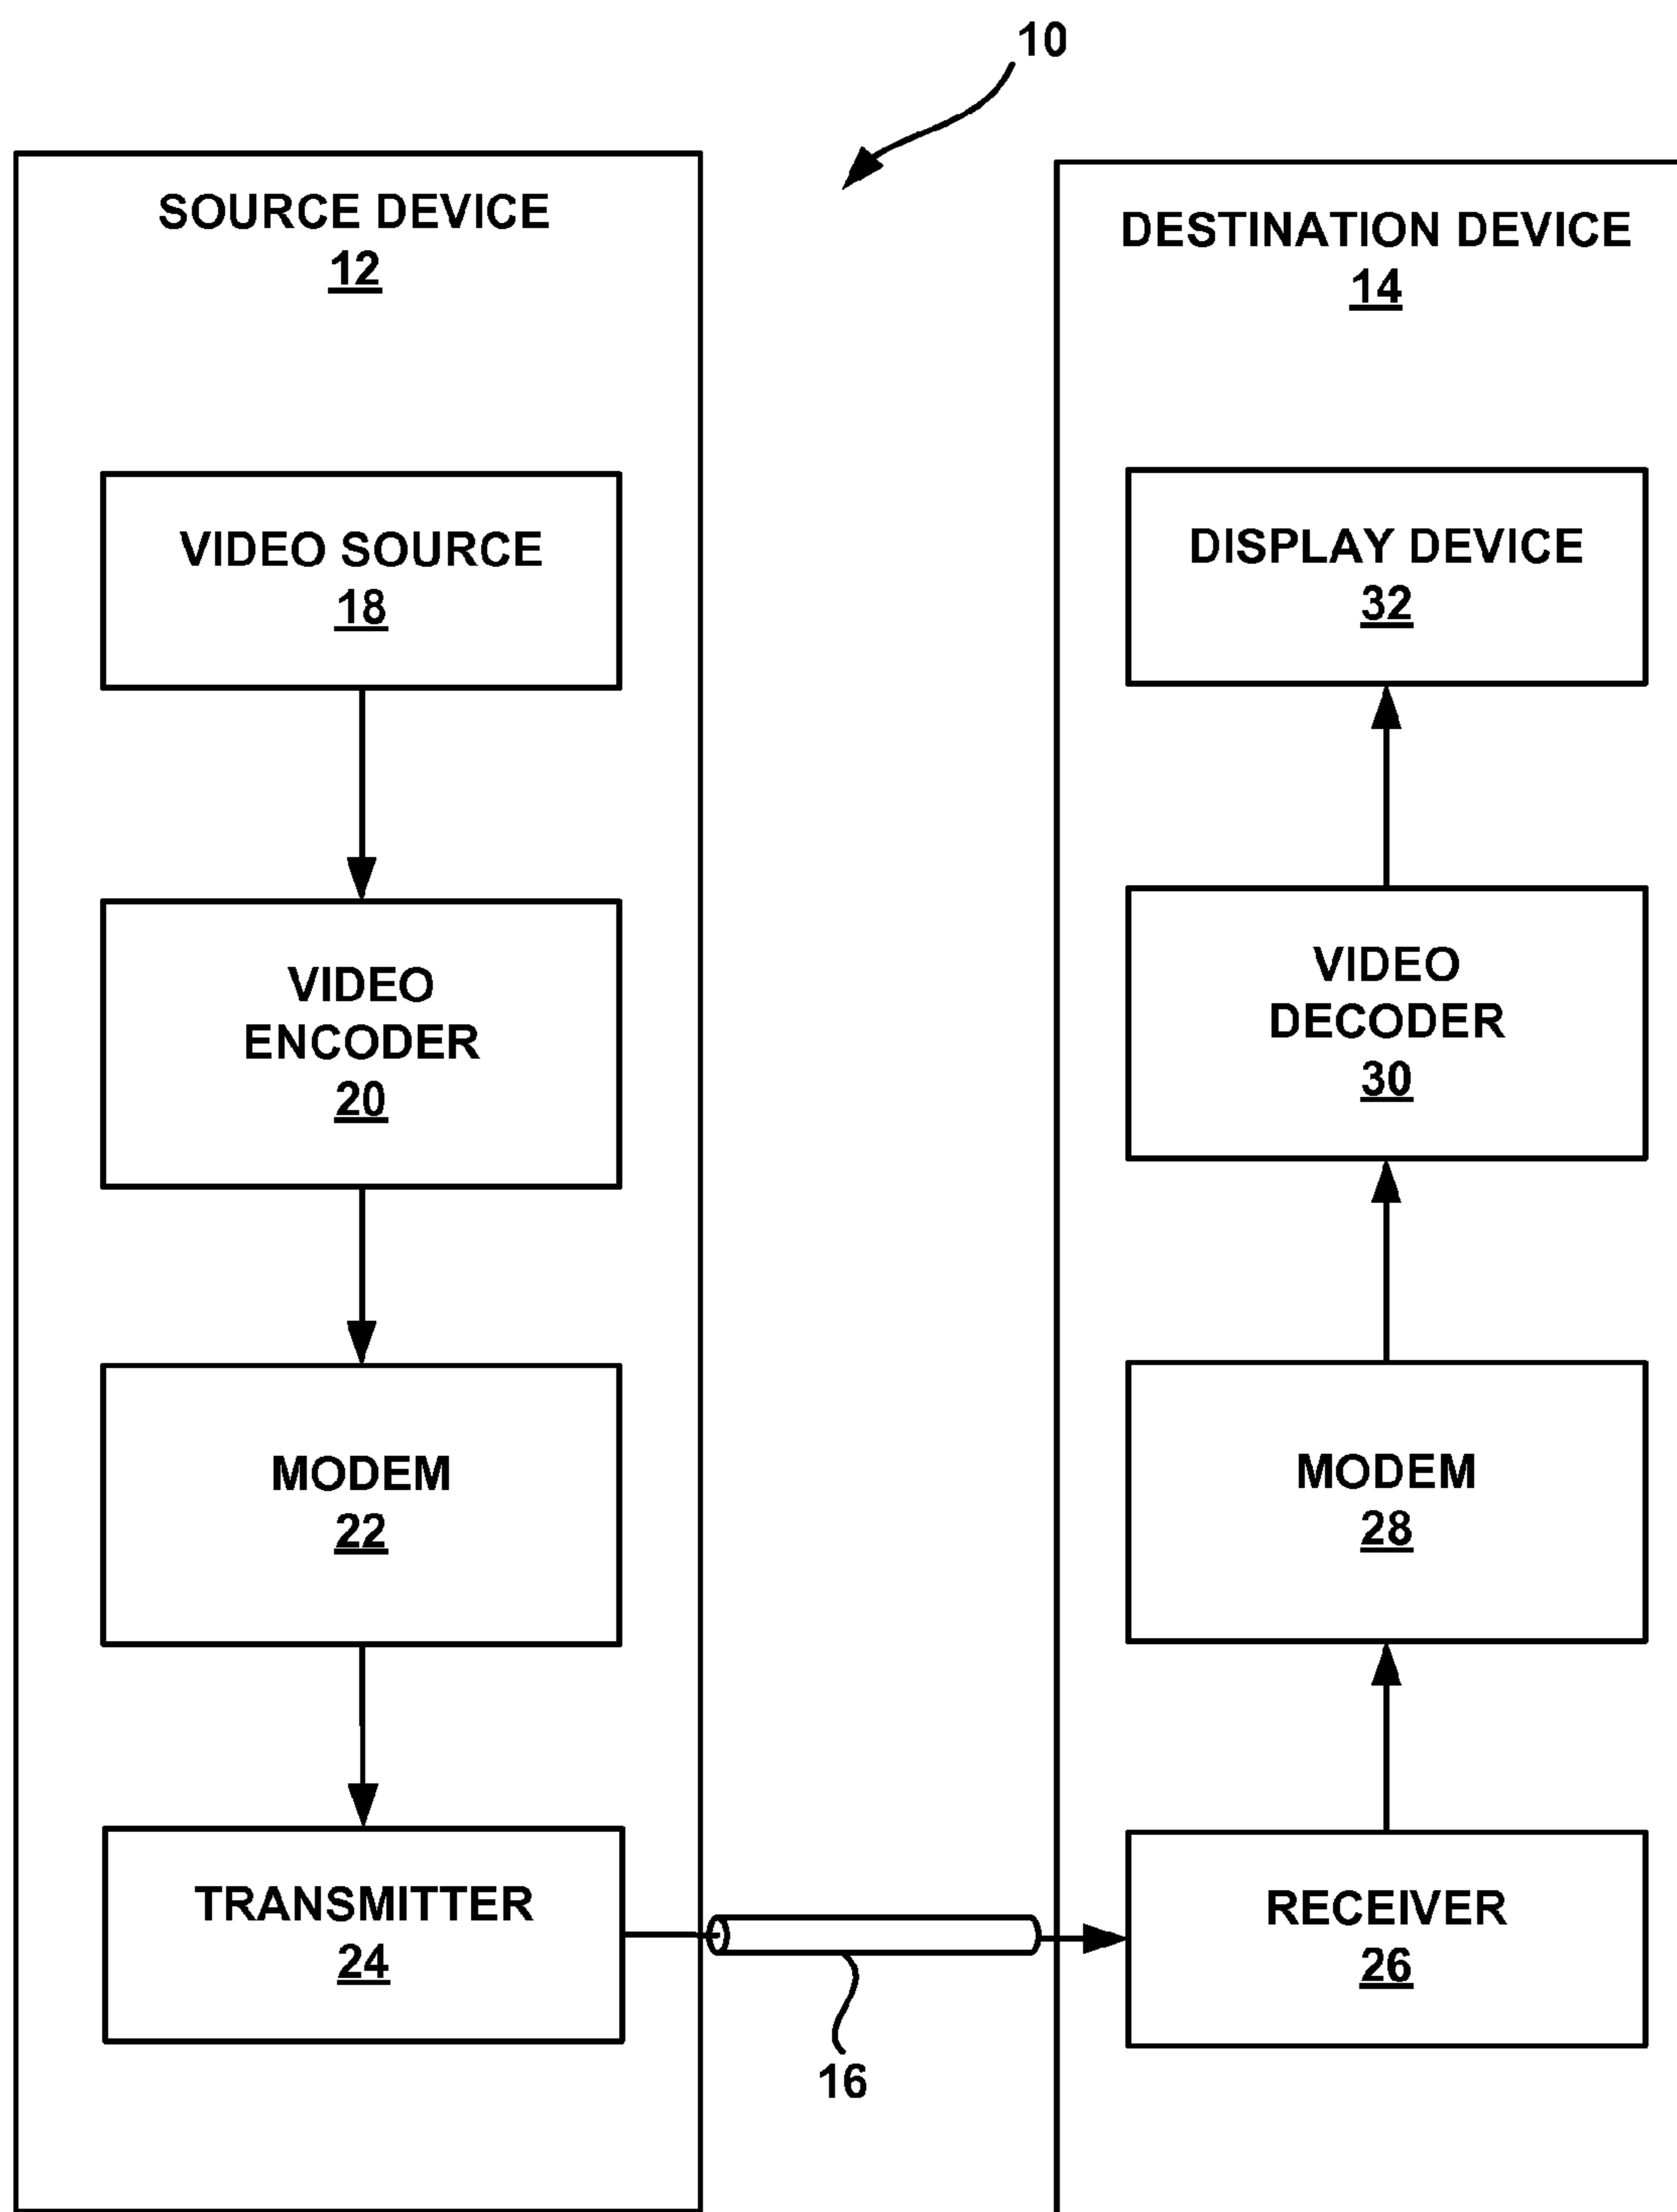 10
SOURCE DEVICE
12
VIDEO SOURCE
18
VIDEO
ENCODER
20
MODEM
22
TRANSMITTER
24
16
DESTINATION DEVICE
14
DISPLAY DEVICE
32
VIDEO
DECODER
30
MODEM
28
RECEIVER
26